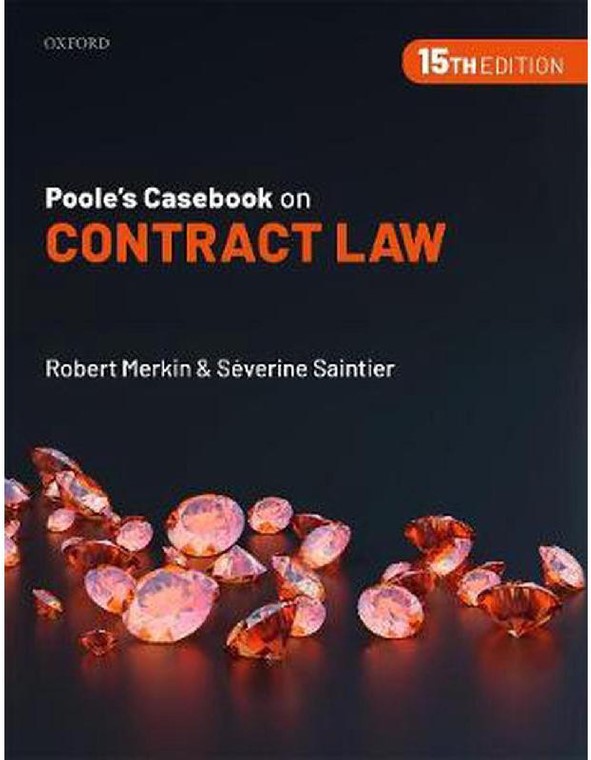 OXFORD
15TH EDITION
Poole's Casebook on
CONTRACT LAW
Robert Merkin & Séverine Saintier